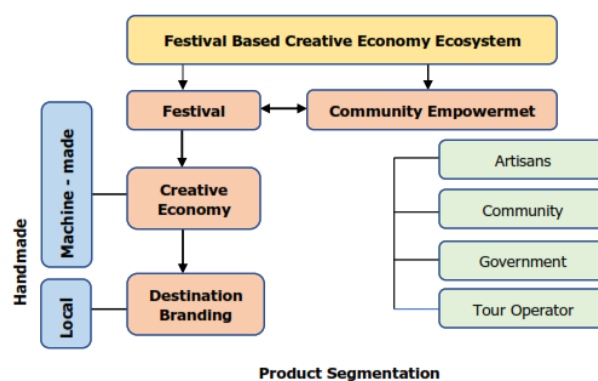 Festival Based Creative Economy Ecosystem
Festival
Community Empowermet
Handmade
Machine - made
Creative
Economy
Artisans
Community
Government
Local
Destination
Branding
Tour Operator
Product Segmentation